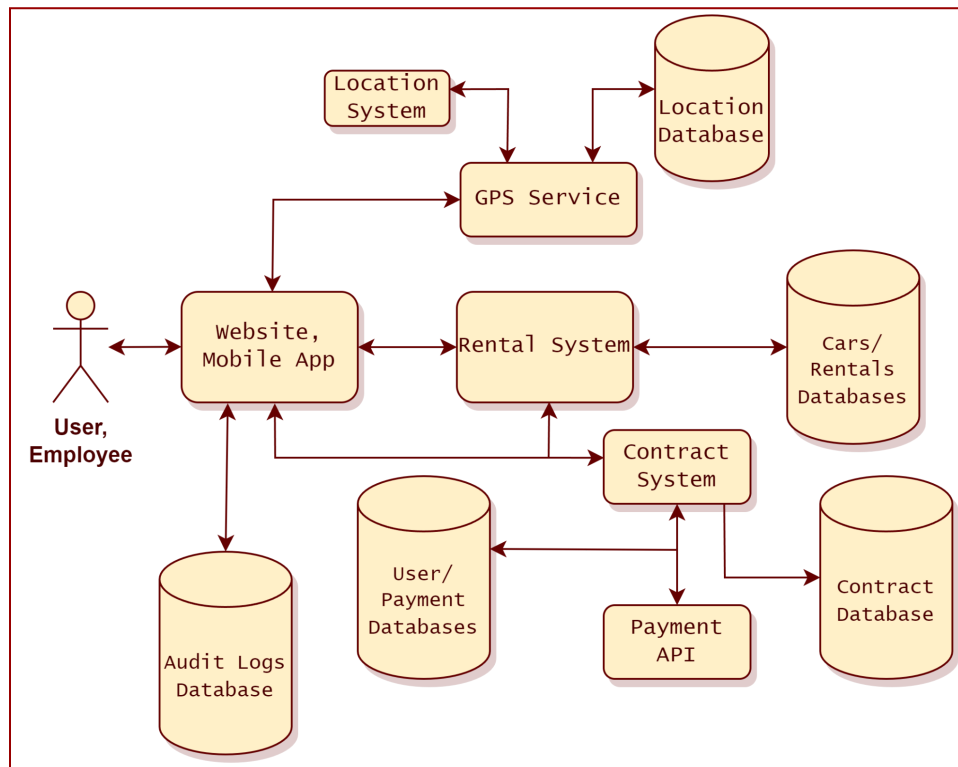 Location
System
Location
Database
GPS Service
User,
Employee
Website,
Mobile App
Rental System
Cars/
Rentals
Databases
Contract
System
User/
Payment
Databases
Payment
API
Contract
Database
Audit Logs
Database